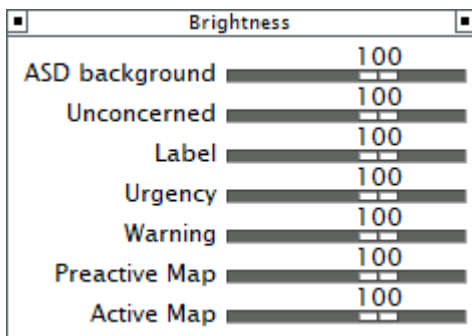 Brightness
100
ASD background
100
Unconcerned
100
Label
100
Urgency
100
Warning
100
Preactive Map
100
Active Map